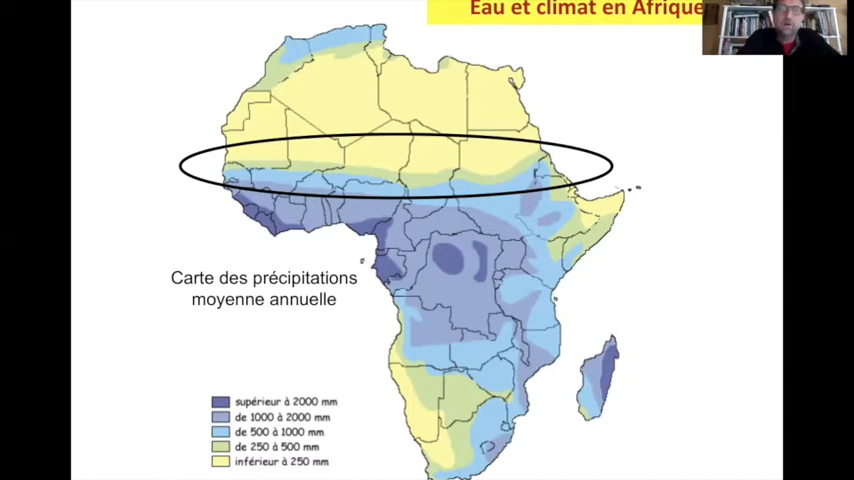 Eau et climat en Afrique
Carte des précipitations
moyenne annuelle
supérieur à 2000 mm
de 1000 à 2000 mm
de 500 à 1000 mm
de 250 à 500 mm
inférieur à 250 mm